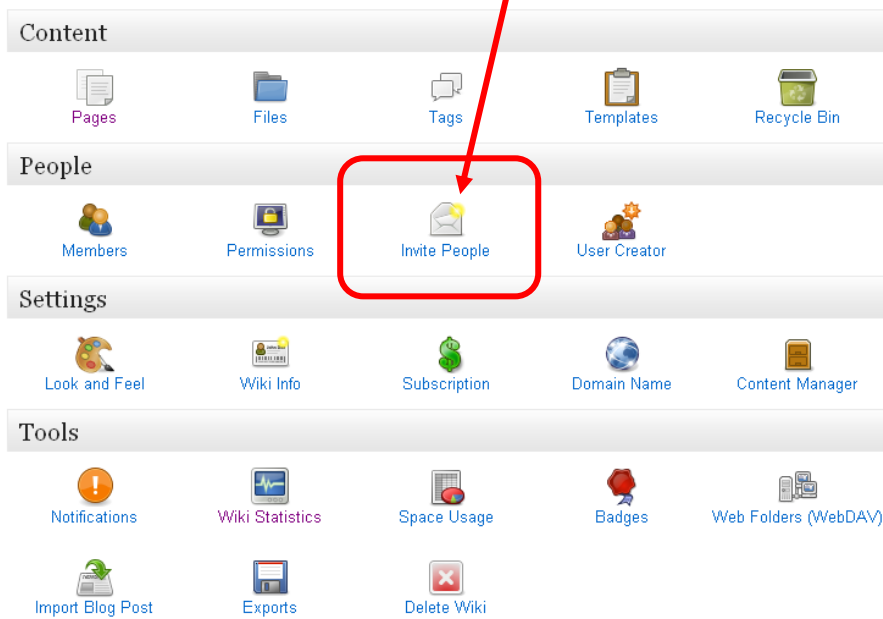 Content
Pages Files Tags Templates Recycle Bin
People
Members Permissions Invite People User Creator
Settings
Look and Feel Wiki Info Subscription Domain Name Content Manager
Tools
Notifications Wiki Statistics Space Usage Badges Web Folders (WebDAV)
Import Blog Post Exports Delete Wiki